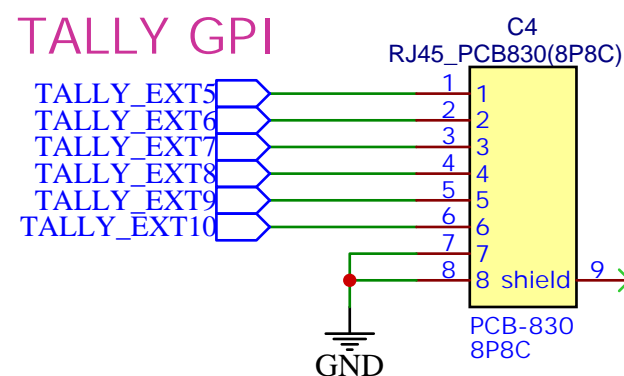 TALLY GPI
C4
RJ45_PCB830(8P8C)
TALLY_EXT5 1 1
TALLY_EXT6 2 2
TALLY_EXT7 3 3
TALLY_EXT8 4 4
TALLY_EXT9 5 5
TALLY_EXT10 6 6
7 7
8 8 shield 9
PCB-830
8P8C
GND